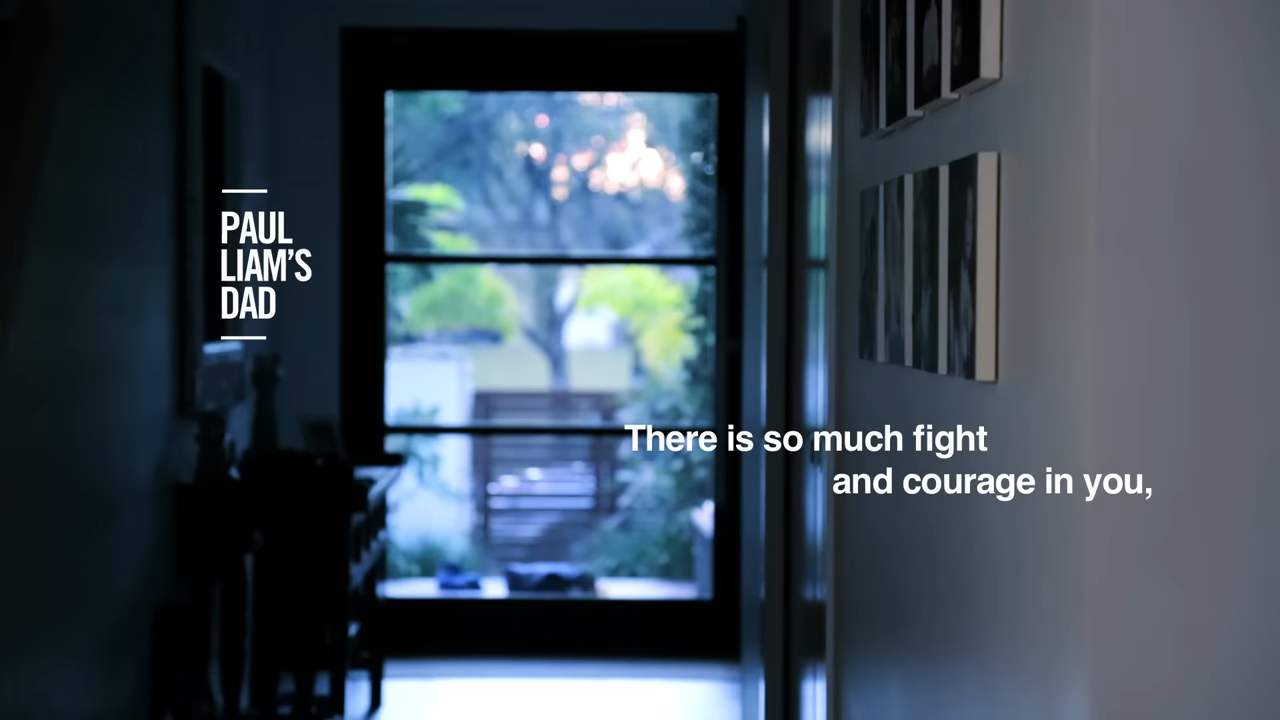 PAUL
LIAM'S
DAD
There is so much fight
and courage in you,